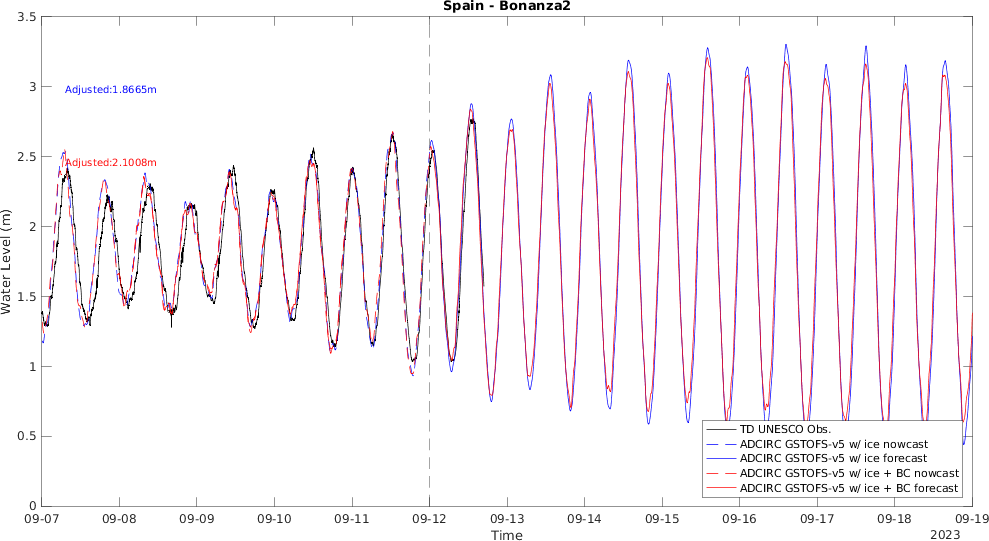 Spain - Bonanza2
3.5
3
2.5
2
1.5
1
0.5
0
Water Level (m)
Adjusted:1.8665m
Adjusted:2.1008m
TD UNESCO Obs.
ADCIRC GSTOFS-v5 w/ ice nowcast
ADCIRC GSTOFS-v5 w/ ice forecast
ADCIRC GSTOFS-v5 w/ ice + BC nowcast
ADCIRC GSTOFS-v5 w/ ice + BC forecast
09-07 09-08 09-09 09-10 09-11 09-12 09-13 09-14 09-15 09-16 09-17 09-18 09-19
Time
2023